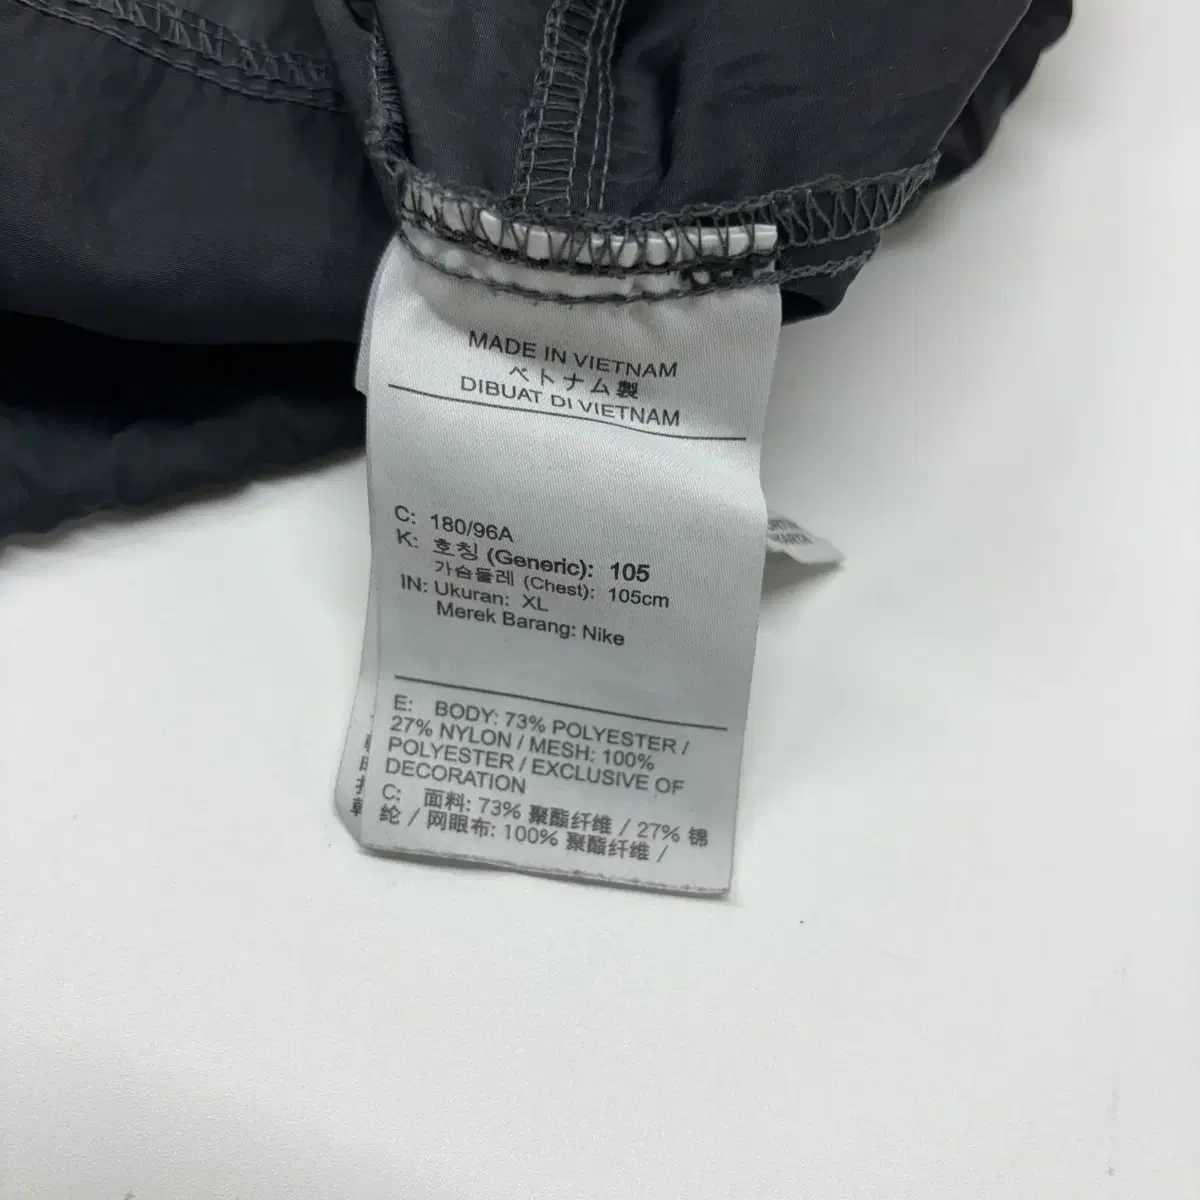 MADE IN VIETNAM
ベトナム製
DIBUAT DI VIETNAM
C: 180/96A
K: 호칭 (Generic): 105
가슴둘레 (Chest): 105cm
IN: Ukuran: XL
Merek Barang: Nike
E: BODY: 73% POLYESTER /
27% NYLON / MESH: 100%
POLYESTER / EXCLUSIVE OF
DECORATION
C: 面料: 73% 聚酯纤维 / 27% 锦
纶 / 网眼布: 100% 聚酯纤维 /